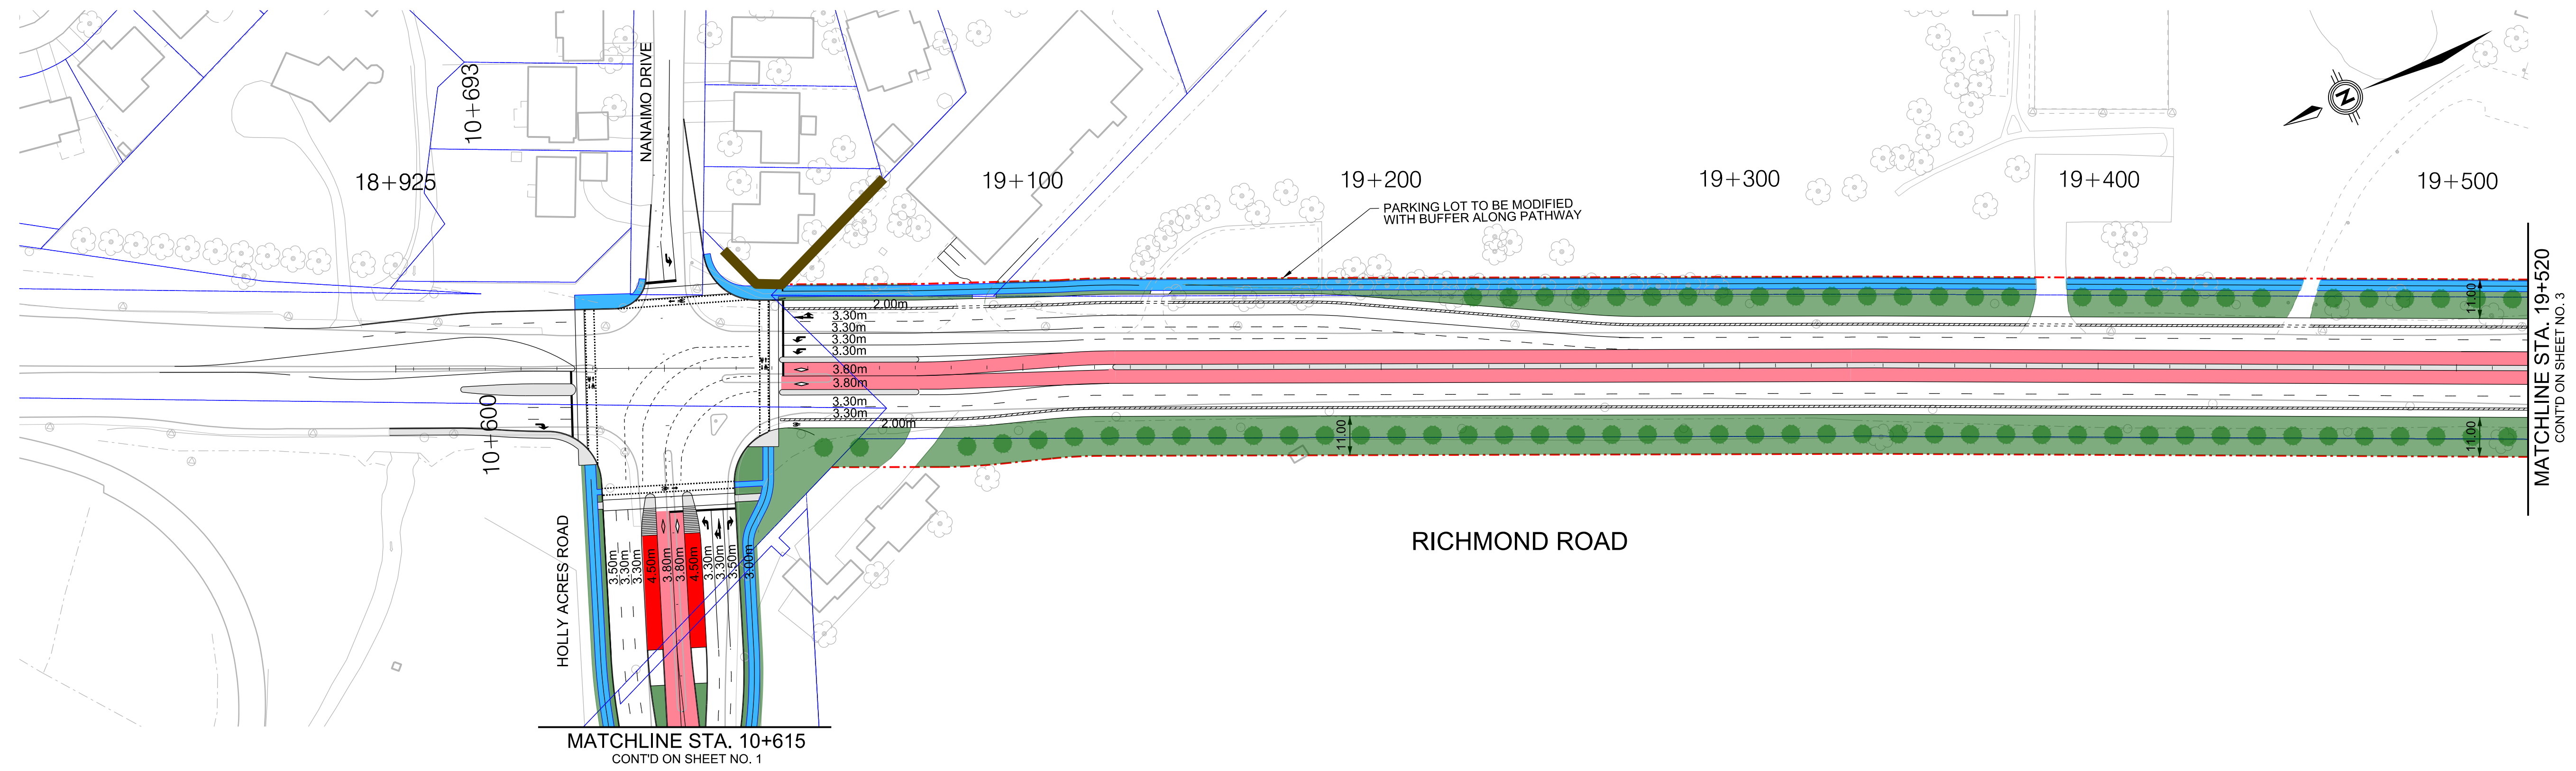 NANAIMO DRIVE
10+693
18+925
19+100
19+200
19+300
19+400
19+500
N
PARKING LOT TO BE MODIFIED
WITH BUFFER ALONG PATHWAY
2.00m
3.30m
3.30m
3.30m
3.30m
3.80m
3.80m
3.30m
3.30m
2.00m
11.00
11.00
11.00
MATCHLINE STA. 19+520
CONT'D ON SHEET NO. 3
10+600
HOLLY ACRES ROAD
3.50m
3.30m
3.30m
4.50m
3.80m
3.80m
4.50m
3.30m
3.30m
3.50m
3.00m
RICHMOND ROAD
MATCHLINE STA. 10+615
CONT'D ON SHEET NO. 1